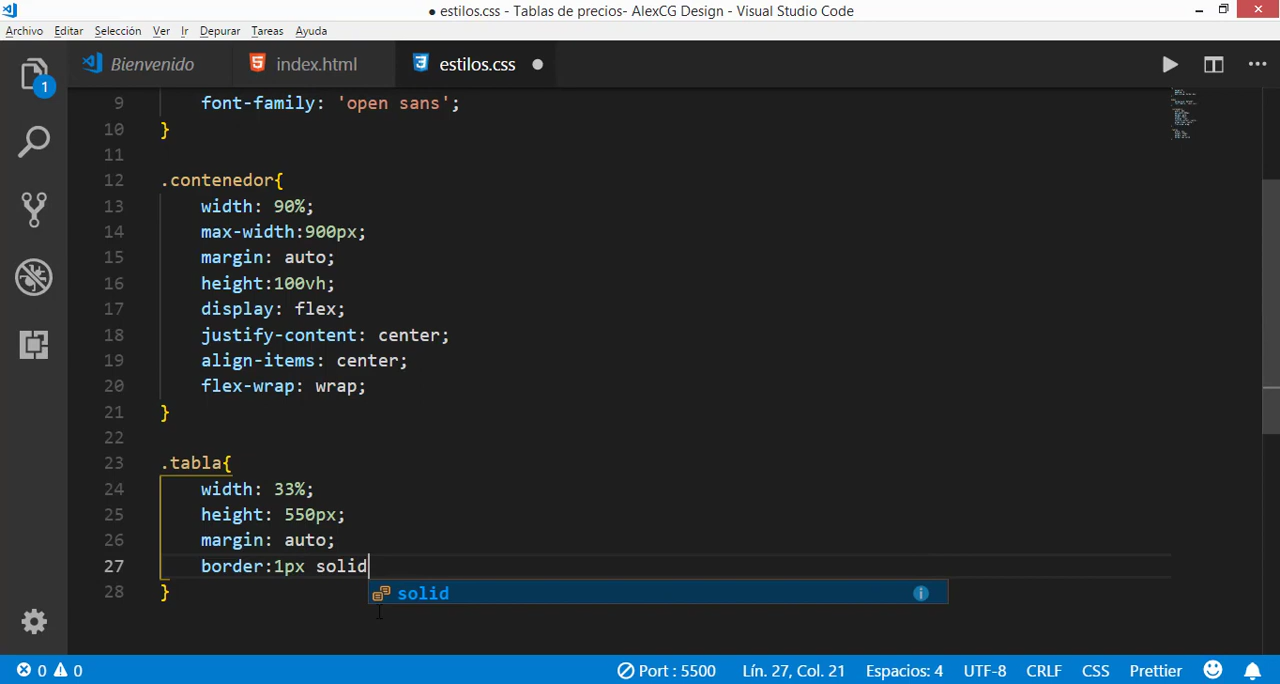 ● estilos.css - Tablas de precios- AlexCG Design - Visual Studio Code
Archivo Editar Selección Ver Ir Depurar Tareas Ayuda
Bienvenido index.html estilos.css ●
9 font-family: 'open sans';
10 }
11
12 .contenedor{
13 width: 90%;
14 max-width:900px;
15 margin: auto;
16 height:100vh;
17 display: flex;
18 justify-content: center;
19 align-items: center;
20 flex-wrap: wrap;
21 }
22
23 .tabla{
24 width: 33%;
25 height: 550px;
26 margin: auto;
27 border:1px solid
28 }
solid
1
0 0 Port : 5500 Lín. 27, Col. 21 Espacios: 4 UTF-8 CRLF CSS Prettier